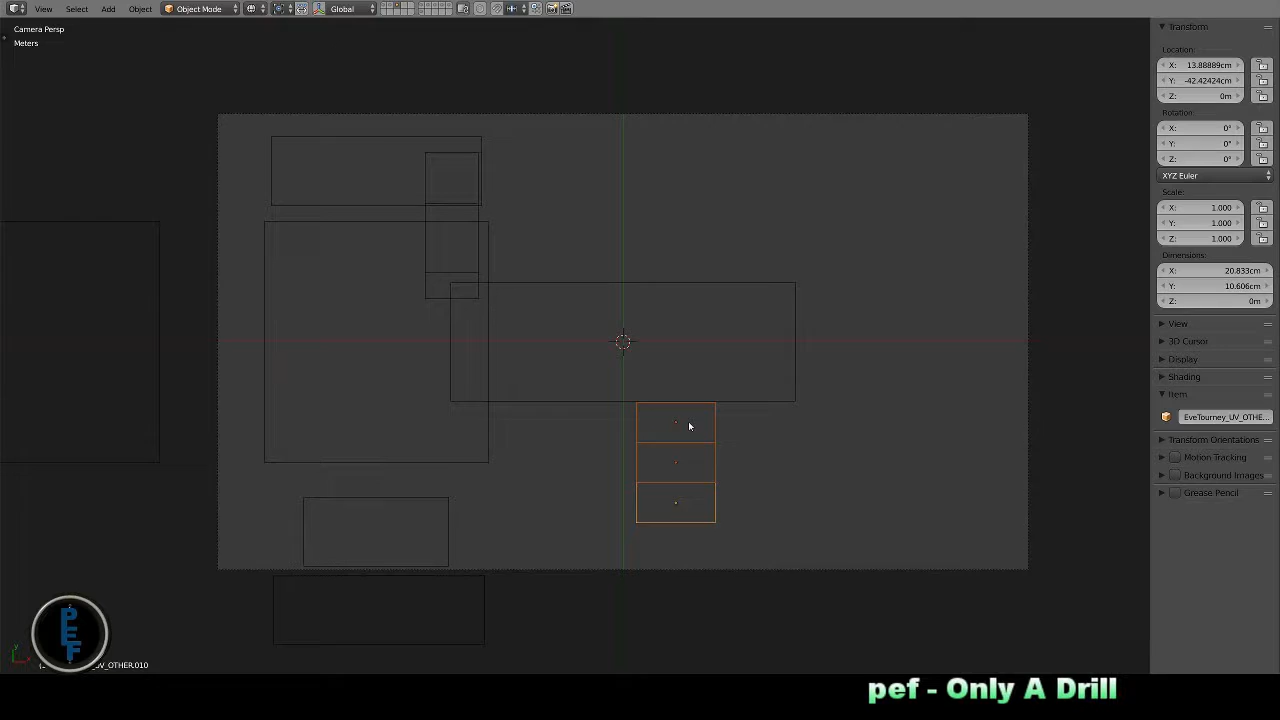 View Select Add Object Object Mode Global
Camera Persp
Meters
Transform
Location:
X: 13.88889cm
Y: -42.42424cm
Z: 0m
Rotation:
X: 0°
Y: 0°
Z: 0°
XYZ Euler
Scale:
X: 1.000
Y: 1.000
Z: 1.000
Dimensions:
X: 20.833cm
Y: 10.606cm
Z: 0m
View
3D Cursor
Display
Shading
Item
EveTourney_UV_OTHE...
Transform Orientations
Motion Tracking
Background Images
Grease Pencil
PEF
_UV_OTHER.010
pef - Only A Drill